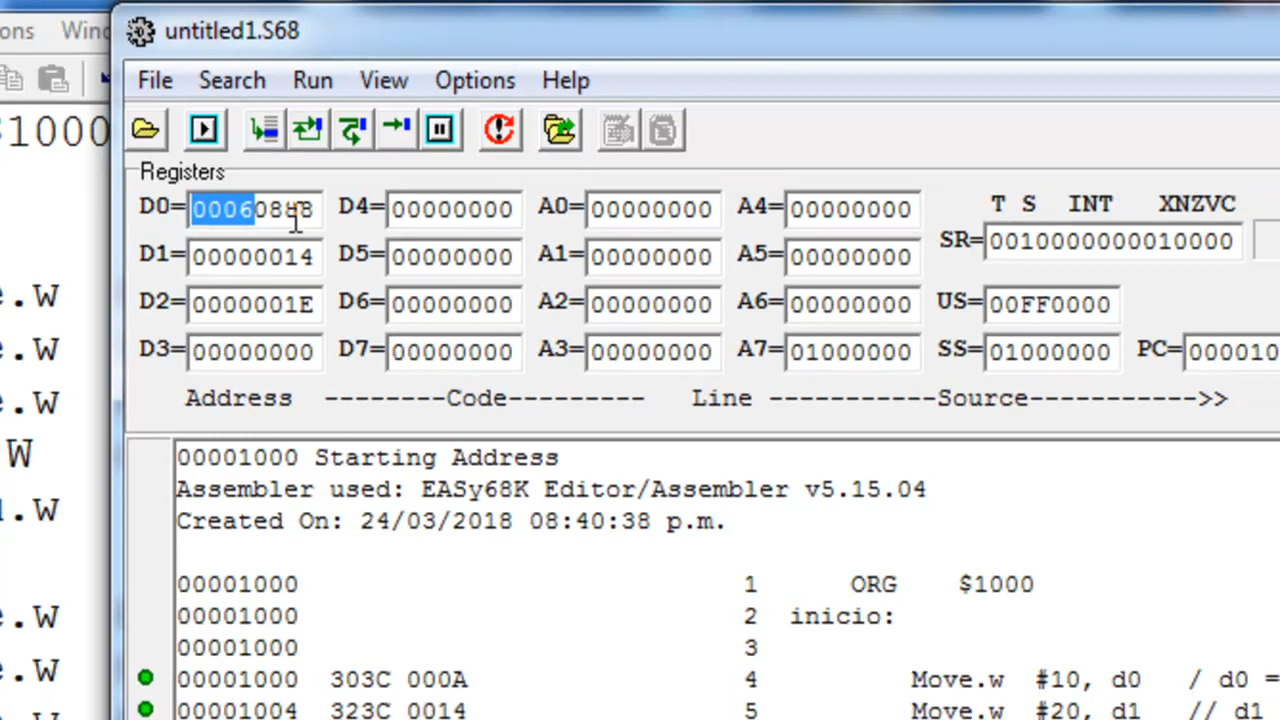 ons Wind
untitled1.S68
File Search Run View Options Help
$1000
Registers
T S INT XNZVC
D0= D4= 00000000 A0= 00000000 A4= 00000000
SR= 0010000000010000
D1= 00000014 D5= 00000000 A1= 00000000 A5= 00000000
D2= 0000001E D6= 00000000 A2= 00000000 A6= 00000000 US= 00FF0000
e.W
D3= 00000000 D7= 00000000 A3= 00000000 A7= 01000000 SS= 01000000 PC= 000010
e.W
Address --------Code--------- Line -----------Source----------->>
e.W
.W
00001000 Starting Address
Assembler used: EASy68K Editor/Assembler v5.15.04
.W
Created On: 24/03/2018 08:40:38 p.m.
00001000 1 ORG $1000
e.W
00001000 2 inicio:
00001000 3
e.W
00001000 303C 000A 4 Move.w #10, d0 / d0 =
00001004 323C 0014 5 Move.w #20, d1 // d1